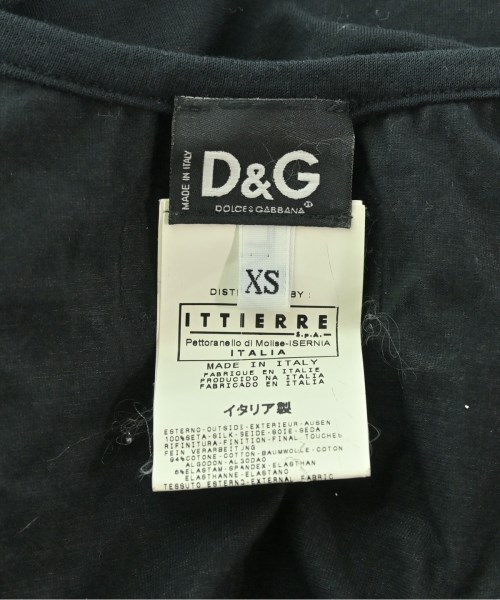 MADE IN ITALY
D&G
DOLCE&GABBANA
XS
DISTI BY:
ITTIERRE
S.p.A.
Pettoranello di Molise-ISERNIA
ITALIA
MADE IN ITALY
FABRIQUE EN ITALIE
PRODUCIDO NA ITALIA
FABRICADO EN ITALIA
イタリア製
ESTERNO-OUTSIDE-EXTERIEUR-AUSEN
100%SETA-SILK-SEIDE-SOIE-SEDA
RIFINITURA-FINITION-FINAL TOUCHES
FEIN VERARBEITUNG
94%COTONE-COTTON-BAUMWOLLE-COTON
ALGODON-ALGODAO
6%ELASTAM-SPANDEX-ELASTHAN
ELASTHANNE-ELASTANO
TESSUTO ESTERNO-EXTERNAL FABRIC